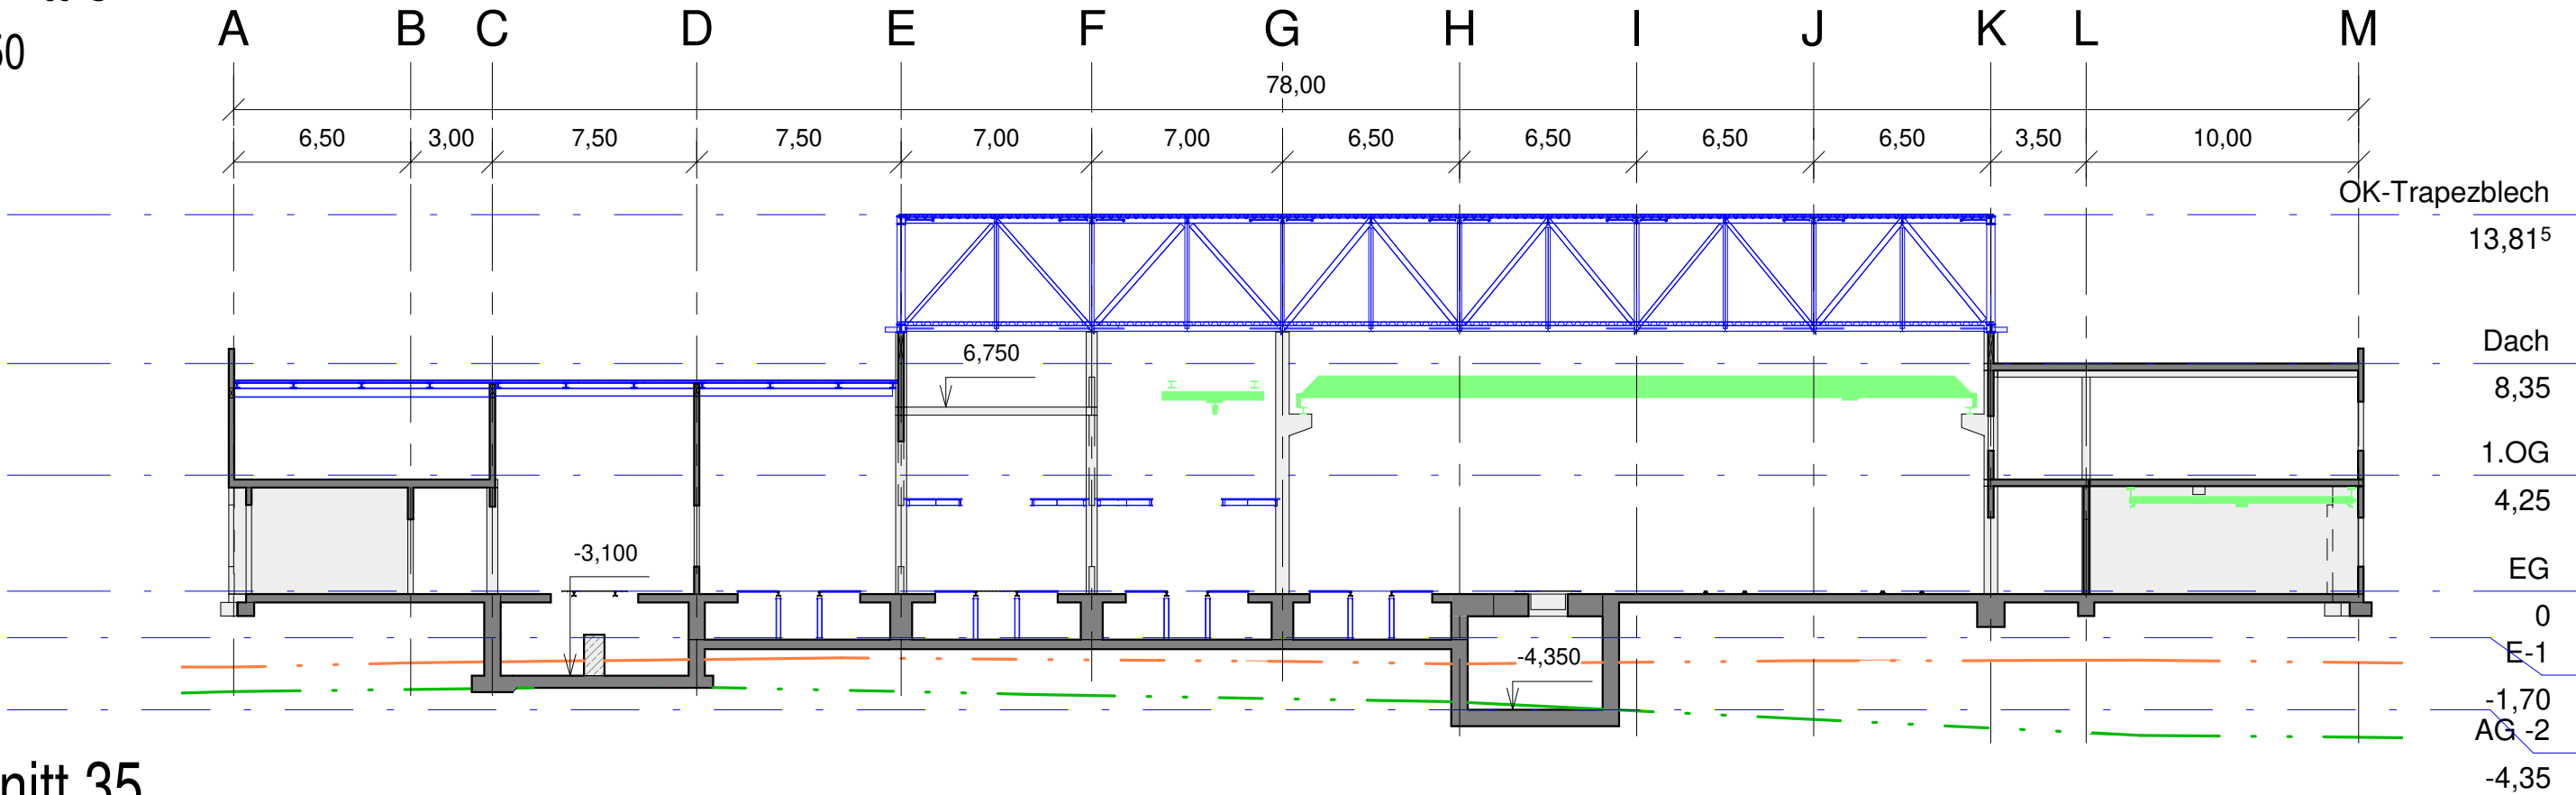 A B C D E F G H I J K L M
50
78,00
6,50 3,00 7,50 7,50 7,00 7,00 6,50 6,50 6,50 6,50 3,50 10,00
OK-Trapezblech
13,81⁵
Dach
6,750
8,35
1.OG
4,25
-3,100
EG
0
E-1
-4,350
-1,70
AG -2
-4,35
nitt 35